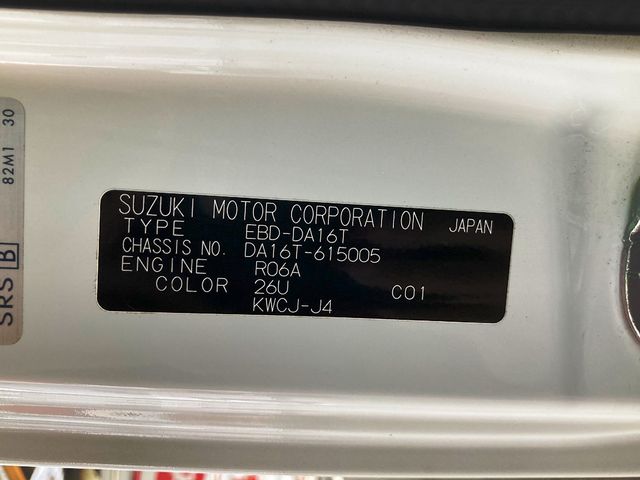 SUZUKI MOTOR CORPORATION JAPAN
TYPE EBD-DA16T
CHASSIS NO. DA16T-615005
ENGINE R06A
COLOR 26U C01
KWCJ-J4
SRS B 82M1 30